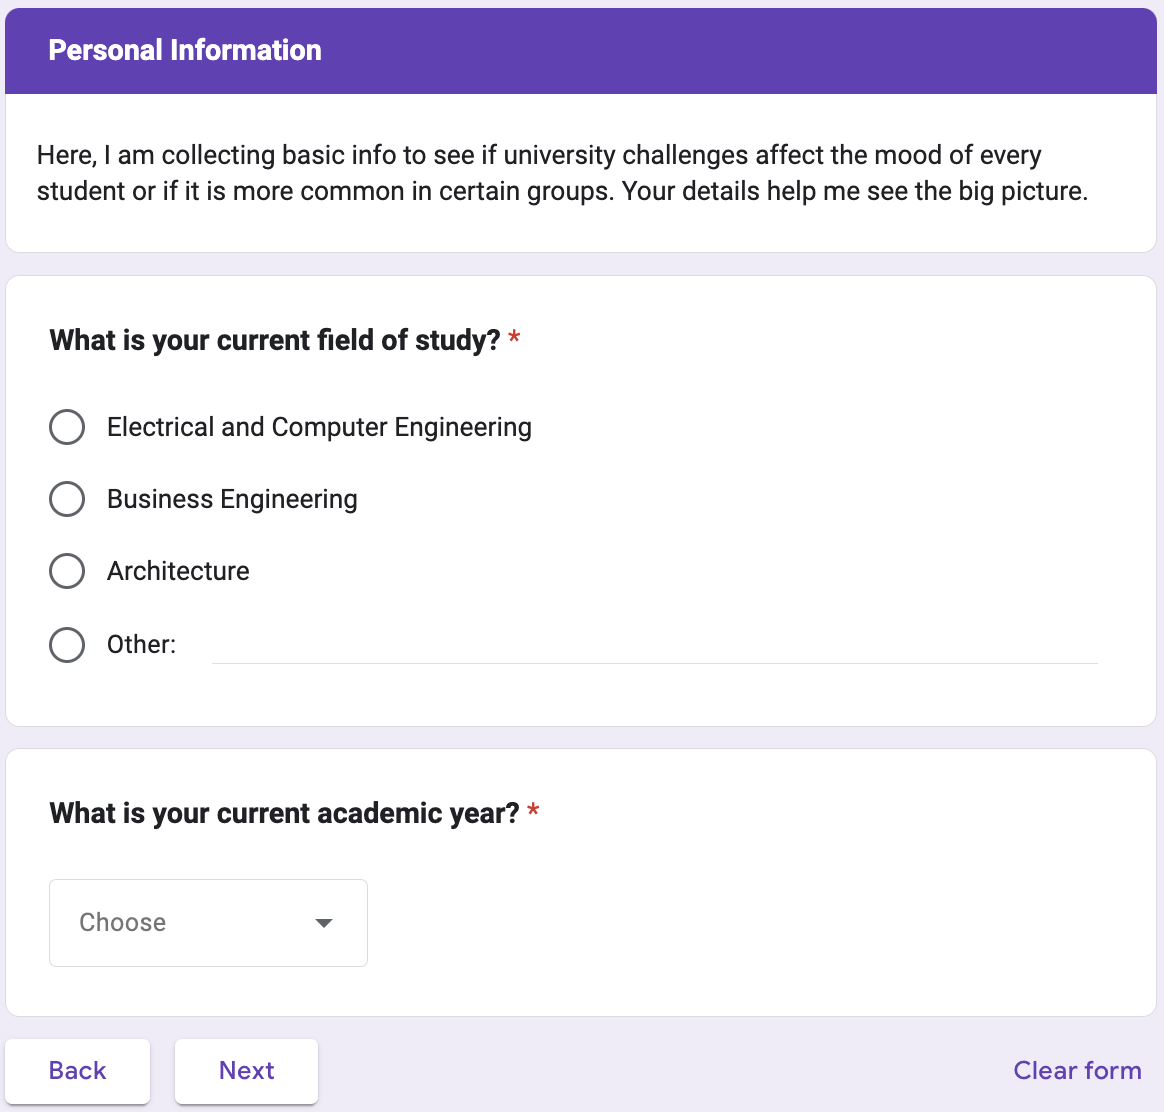 Personal Information
Here, I am collecting basic info to see if university challenges affect the mood of every
student or if it is more common in certain groups. Your details help me see the big picture.
What is your current field of study? *
Electrical and Computer Engineering
Business Engineering
Architecture
Other:
What is your current academic year? *
Choose
Back Next Clear form